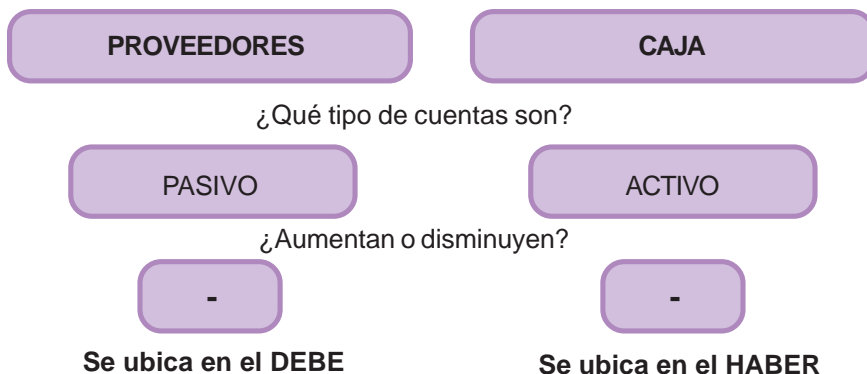 PROVEEDORES
CAJA
¿Qué tipo de cuentas son?
PASIVO
ACTIVO
¿Aumentan o disminuyen?
-
-
Se ubica en el DEBE
Se ubica en el HABER